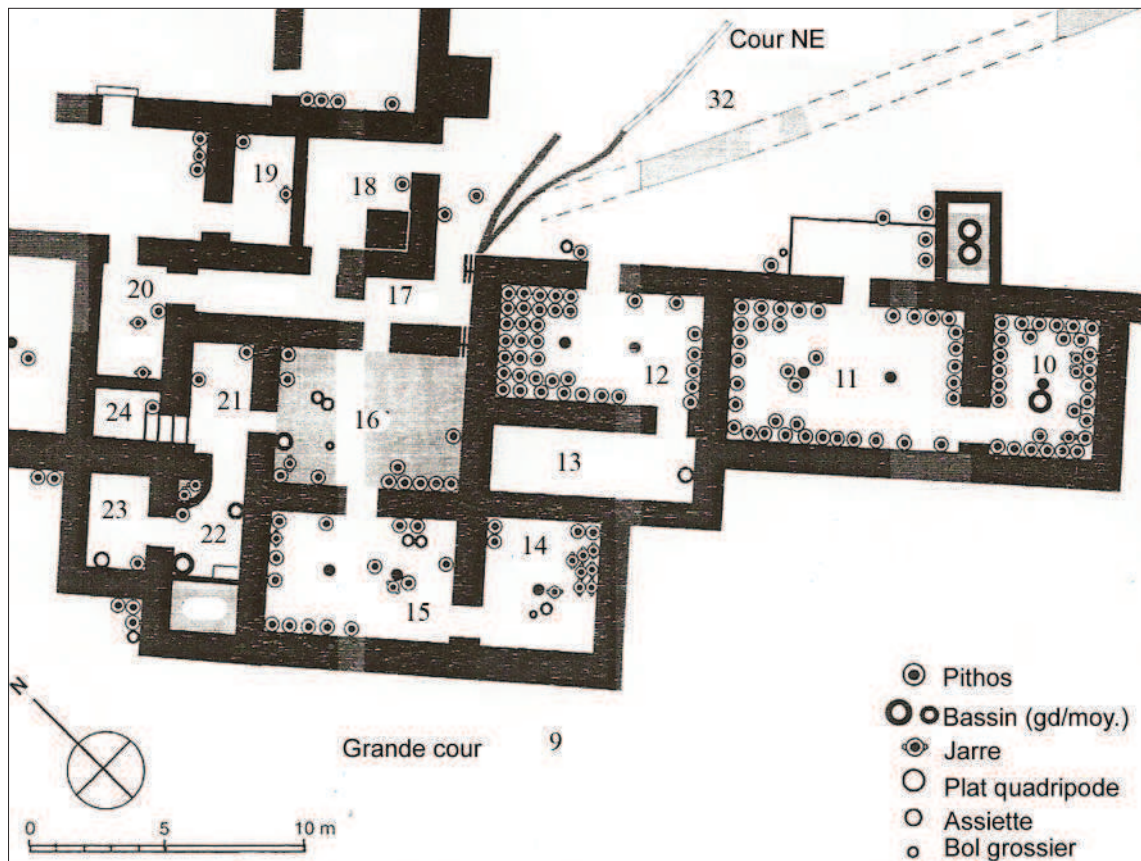 Cour NE
32
19
18
20
17
10
12
11
21
24
16
13
23
22
14
15
Grande cour 9
N
0 5 10 m
Pithos
Bassin (gd/moy.)
Jarre
Plat quadripode
Assiette
Bol grossier